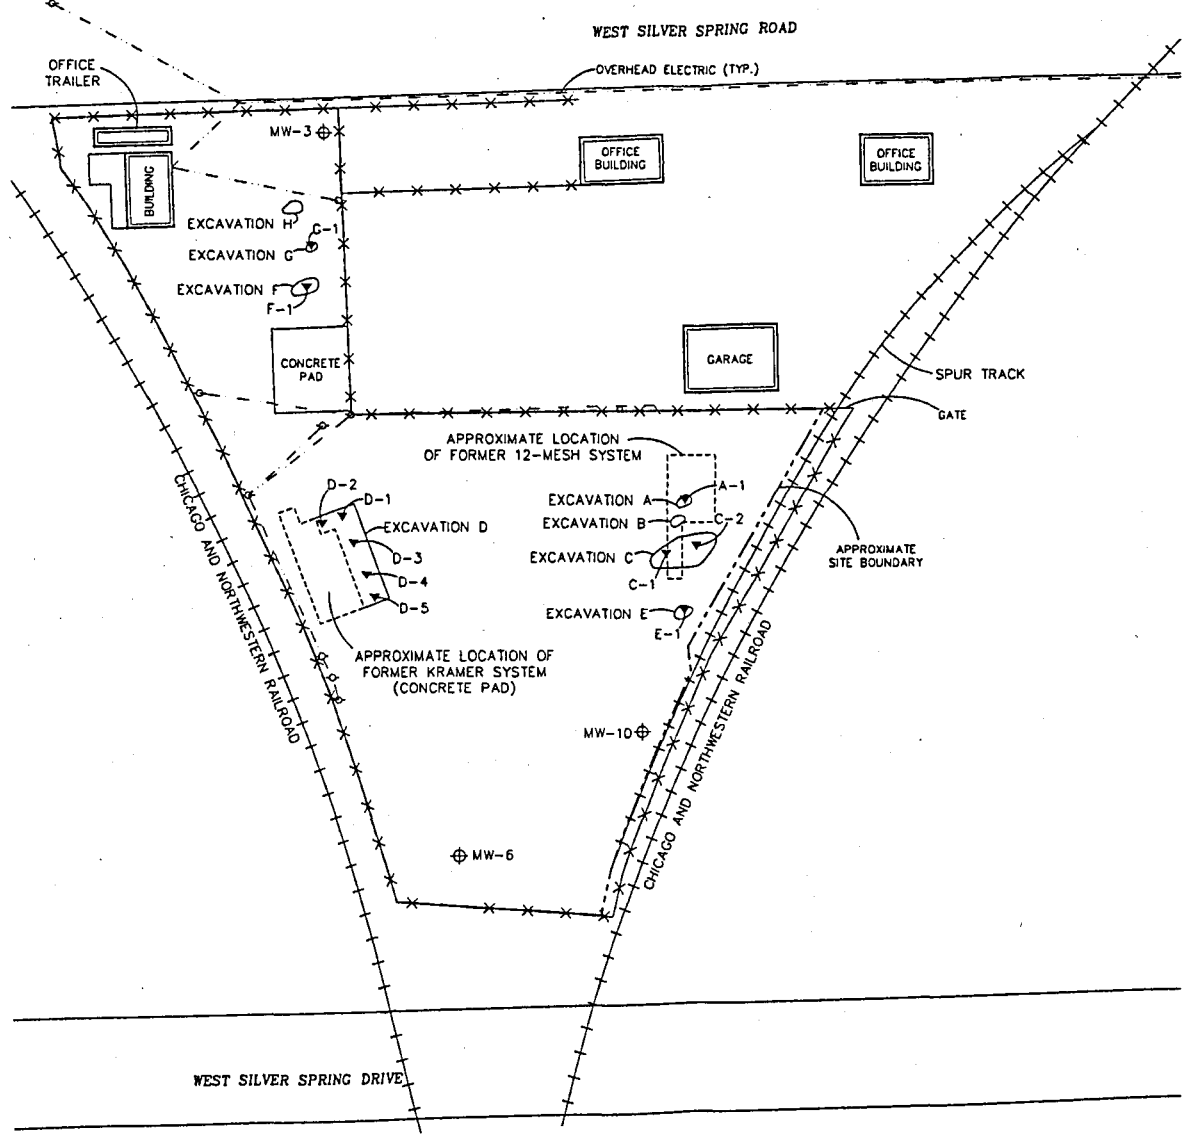 WEST SILVER SPRING ROAD
OFFICE
TRAILER
OVERHEAD ELECTRIC (TYP.)
MW-3
OFFICE
BUILDING
OFFICE
BUILDING
BUILDING
EXCAVATION H
G-1
EXCAVATION G
EXCAVATION F
F-1
CONCRETE
PAD
GARAGE
SPUR TRACK
GATE
APPROXIMATE LOCATION
OF FORMER 12-MESH SYSTEM
D-2
D-1
EXCAVATION D
D-3
D-4
D-5
EXCAVATION A
A-1
EXCAVATION B
C-2
EXCAVATION C
C-1
APPROXIMATE
SITE BOUNDARY
EXCAVATION E
E-1
CHICAGO AND NORTHWESTERN RAILROAD
APPROXIMATE LOCATION OF
FORMER KRAMER SYSTEM
(CONCRETE PAD)
CHICAGO AND NORTHWESTERN RAILROAD
MW-1D
MW-6
WEST SILVER SPRING DRIVE